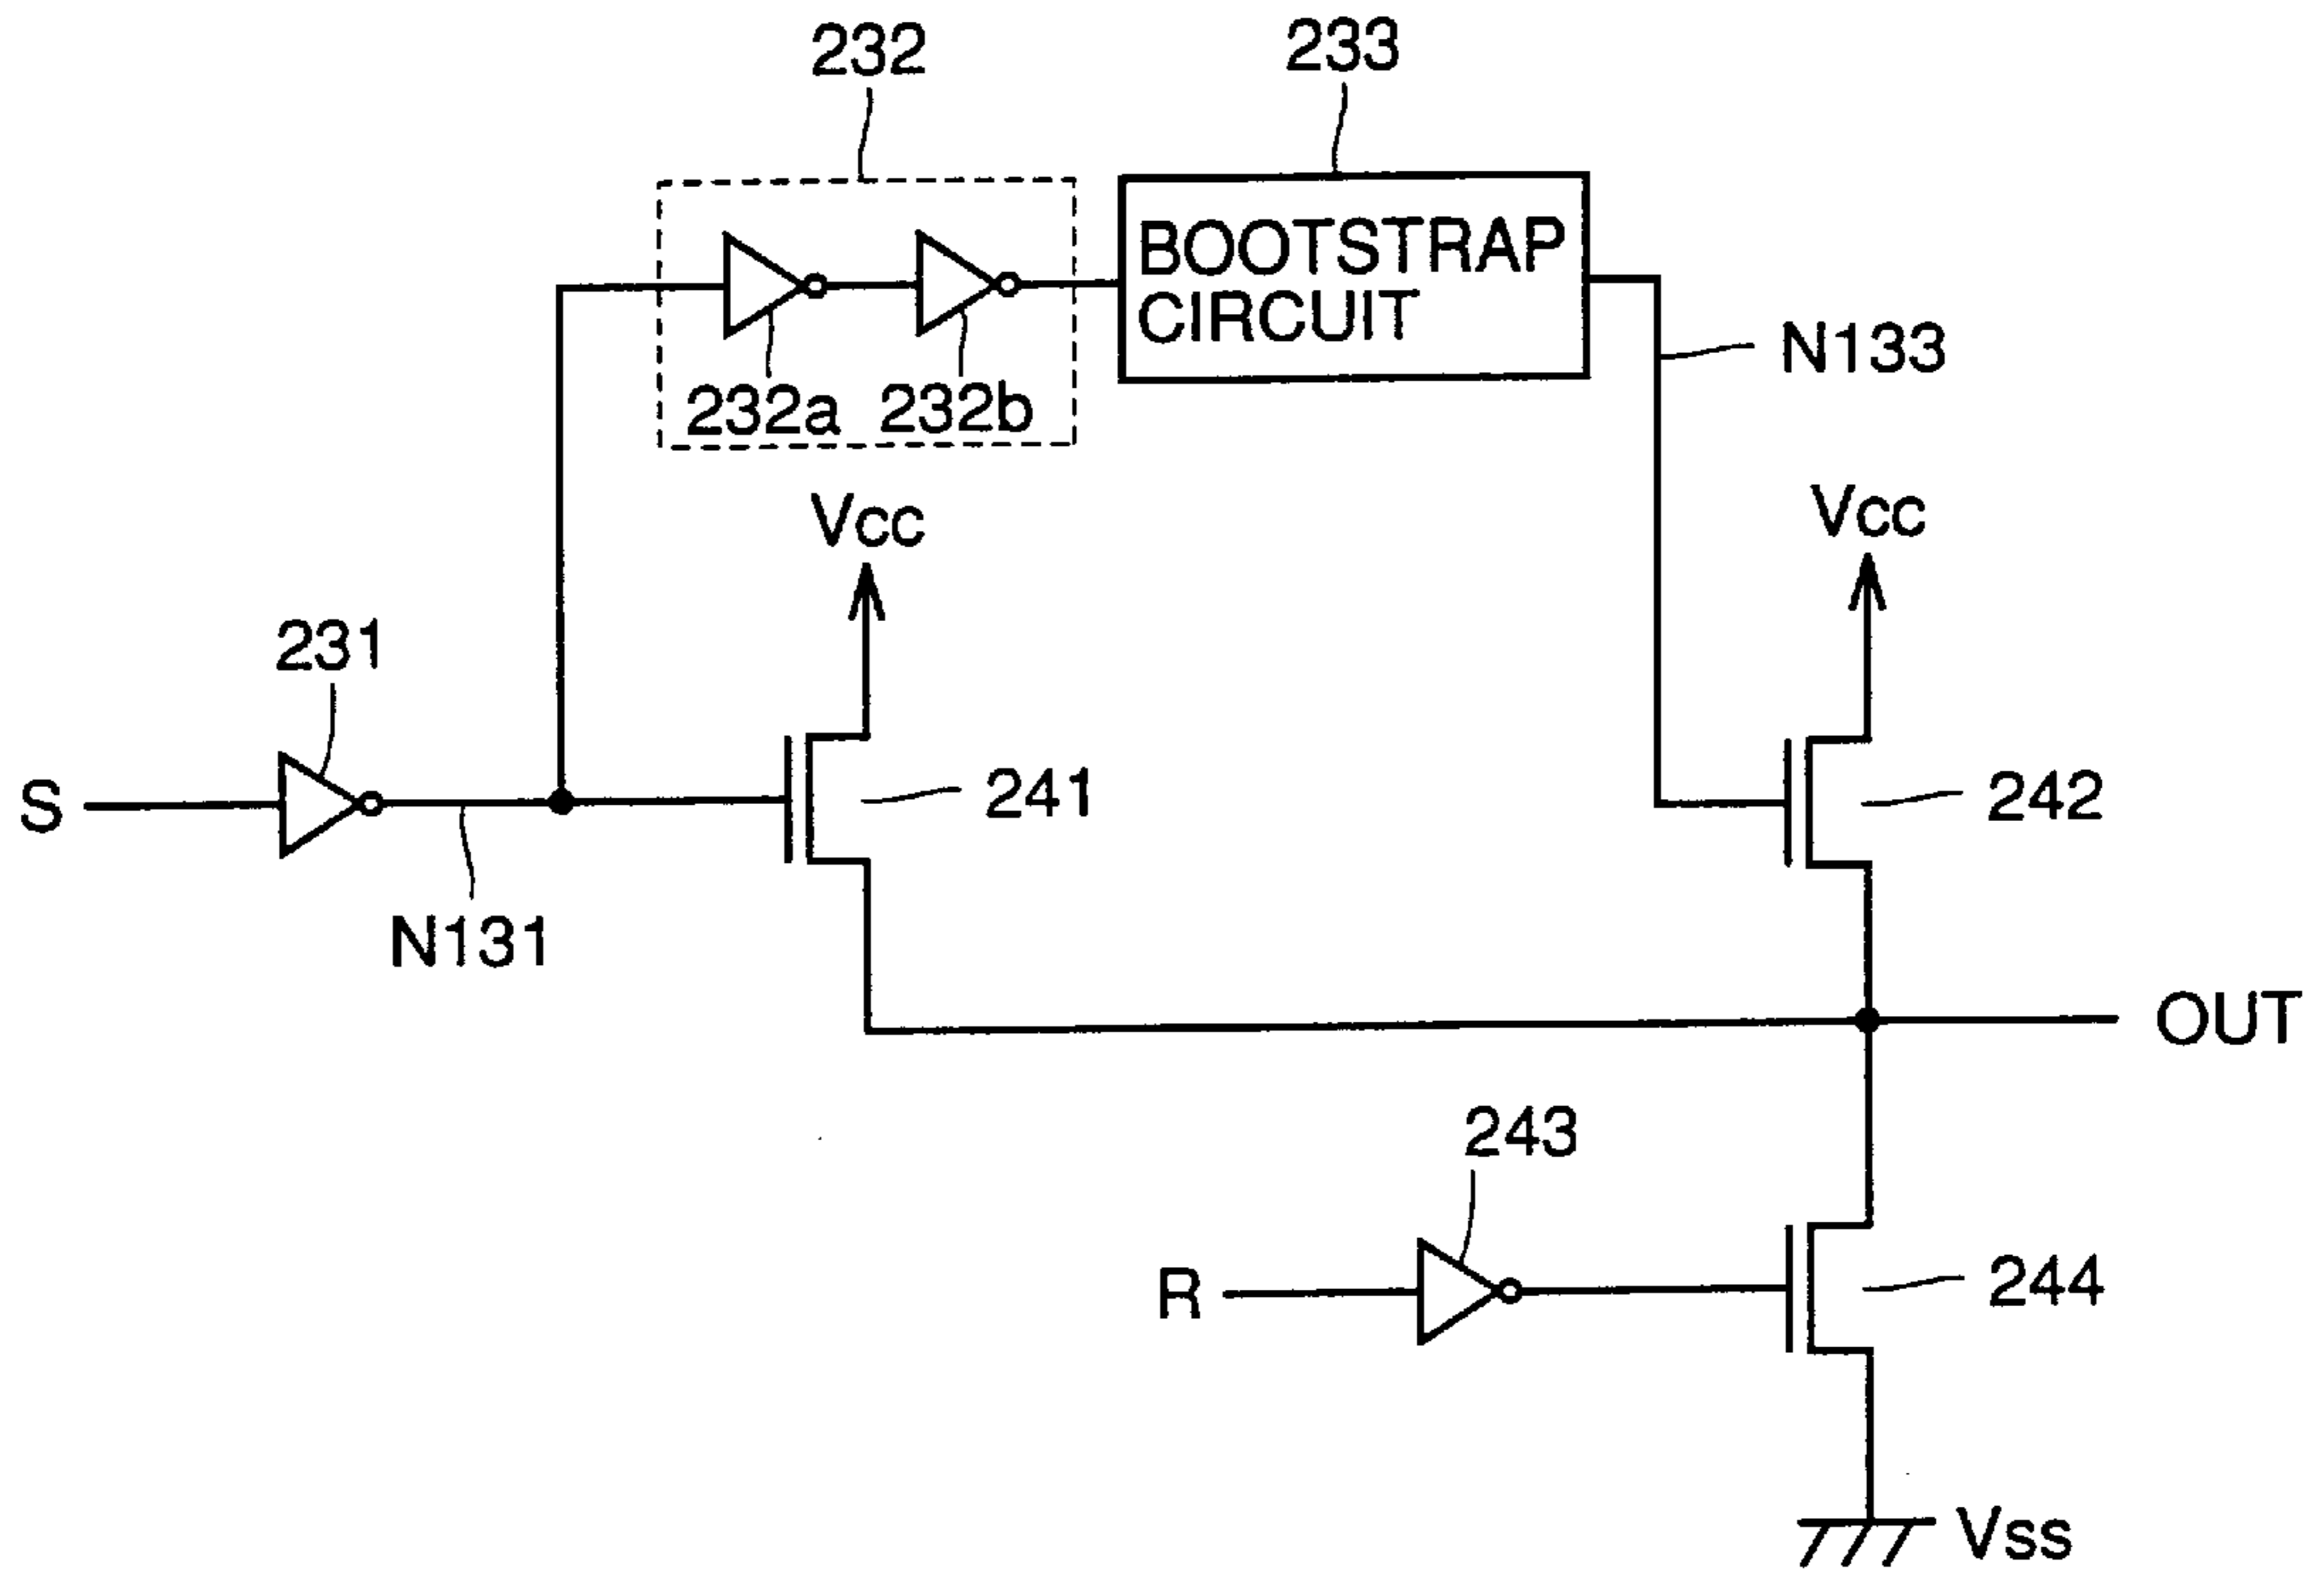 232
233
BOOTSTRAP
CIRCUIT
N133
232a
232b
Vcc
Vcc
231
S
241
242
N131
OUT
243
R
244
Vss